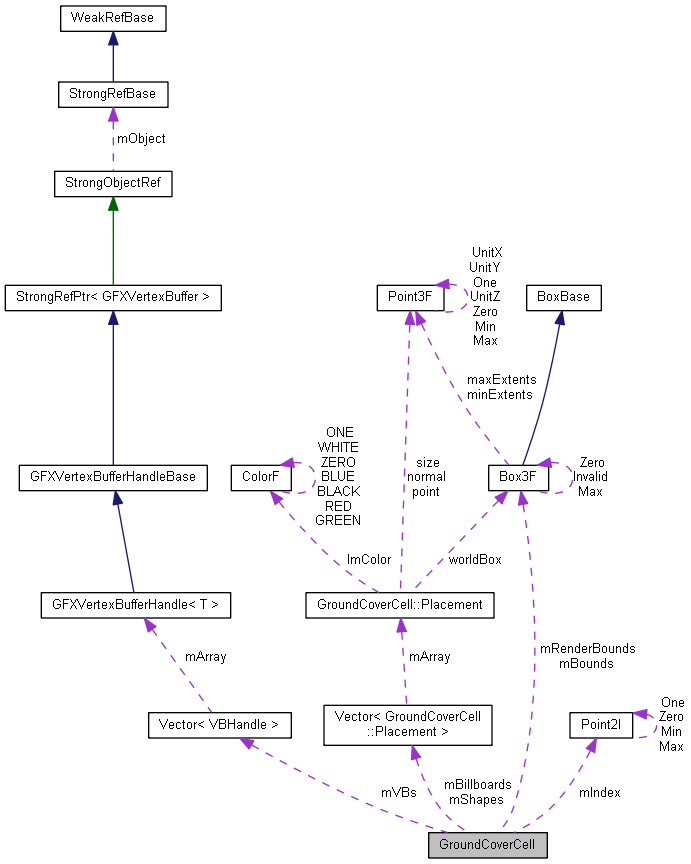 WeakRefBase
StrongRefBase
mObject
StrongObjectRef
UnitX
UnitY
One
UnitZ
Zero
Min
Max
StrongRefPtr< GFXVertexBuffer >
Point3F
BoxBase
maxExtents
minExtents
ONE
WHITE
ZERO
BLUE
BLACK
RED
GREEN
size
normal
point
Zero
Invalid
Max
GFXVertexBufferHandleBase
ColorF
Box3F
lmColor
worldBox
GFXVertexBufferHandle< T >
GroundCoverCell::Placement
mArray
mArray
mRenderBounds
mBounds
One
Zero
Min
Max
Vector< VBHandle >
Vector< GroundCoverCell
::Placement >
Point2I
mVBs
mBillboards
mShapes
mIndex
GroundCoverCell